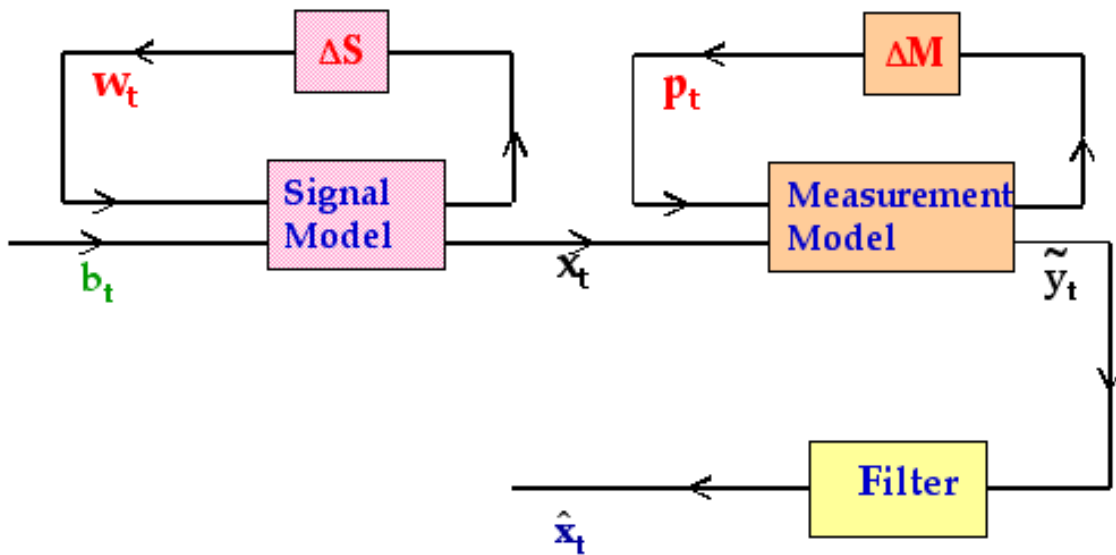 ΔS
ΔM
w_t
p_t
Signal
Model
Measurement
Model
b_t
x_t
ỹ_t
Filter
x̂_t